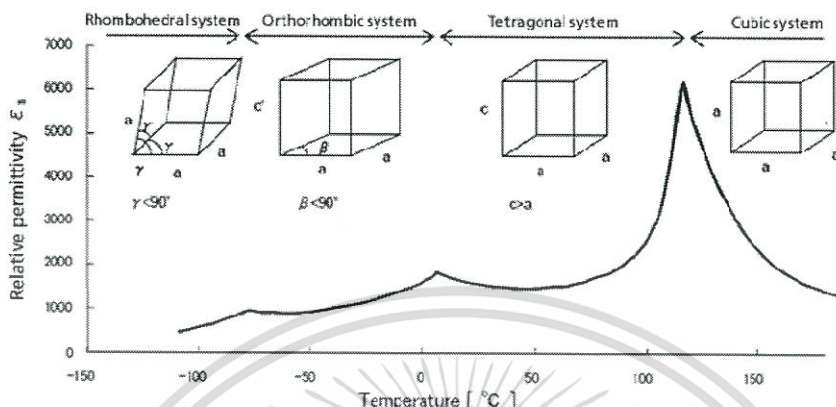 Rhombohedral system Orthorhombic system Tetragonal system Cubic system
Relative permittivity ε s
7000
6000
5000
4000
3000
2000
1000
0
a γ γ γ a a
γ<90°
c' β a a
β<90°
c a a
c>a
a a a
-150 -100 -50 0 50 100 150
Temperature [ °C]